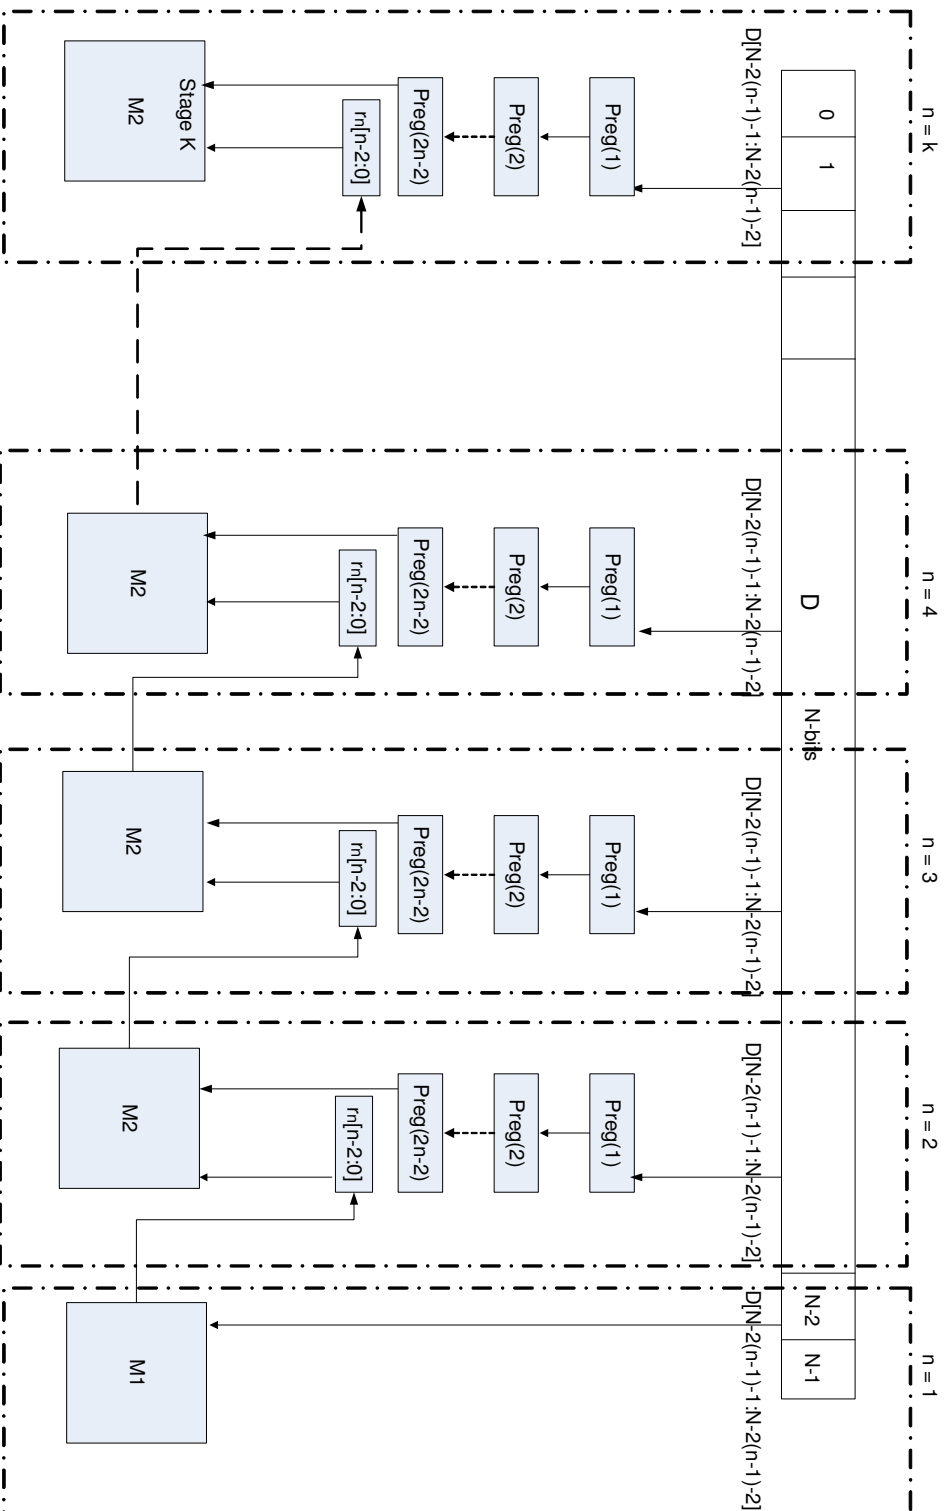 n = k
n = 4
n = 3
n = 2
n = 1
0
1
D
N-bits
N-2
N-1
D[N-2(n-1)-1:N-2(n-1)-2]
D[N-2(n-1)-1:N-2(n-1)-2]
D[N-2(n-1)-1:N-2(n-1)-2]
D[N-2(n-1)-1:N-2(n-1)-2]
D[N-2(n-1)-1:N-2(n-1)-2]
Preg(1)
Preg(1)
Preg(1)
Preg(1)
Preg(2)
Preg(2)
Preg(2)
Preg(2)
Preg(2n-2)
Preg(2n-2)
Preg(2n-2)
Preg(2n-2)
rn[n-2:0]
rn[n-2:0]
rn[n-2:0]
rn[n-2:0]
Stage K
M2
M2
M2
M2
M1